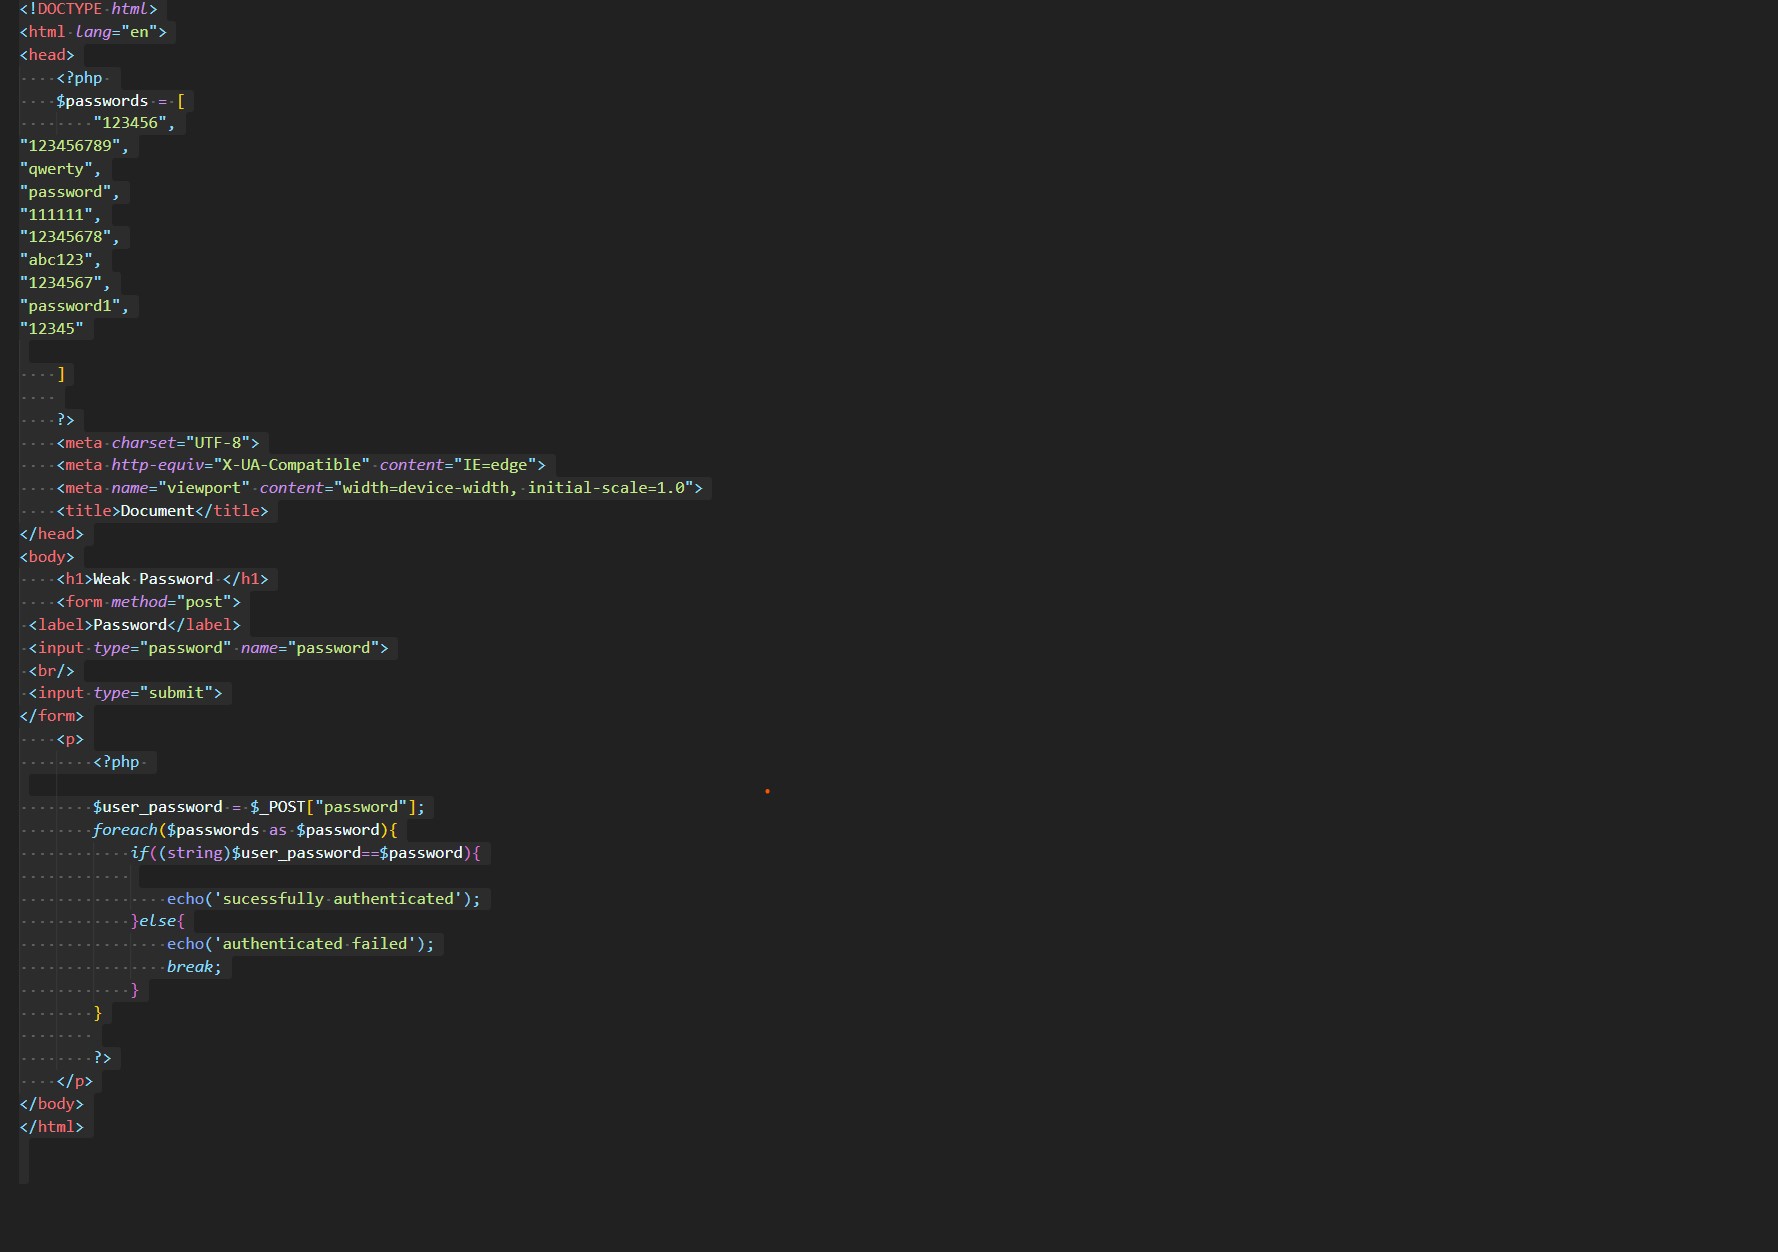 <!DOCTYPE html>
<html lang="en">
<head>
    <?php
    $passwords = [
        "123456",
"123456789",
"qwerty",
"password",
"111111",
"12345678",
"abc123",
"1234567",
"password1",
"12345"
    ]
    ?>
    <meta charset="UTF-8">
    <meta http-equiv="X-UA-Compatible" content="IE=edge">
    <meta name="viewport" content="width=device-width, initial-scale=1.0">
    <title>Document</title>
</head>
<body>
    <h1>Weak Password </h1>
    <form method="post">
 <label>Password</label>
 <input type="password" name="password">
 <br/>
 <input type="submit">
</form>
    <p>
        <?php
        $user_password = $_POST["password"];
        foreach($passwords as $password){
            if((string)$user_password==$password){
                echo('sucessfully authenticated');
            }else{
                echo('authenticated failed');
                break;
            }
        }
        ?>
    </p>
</body>
</html>